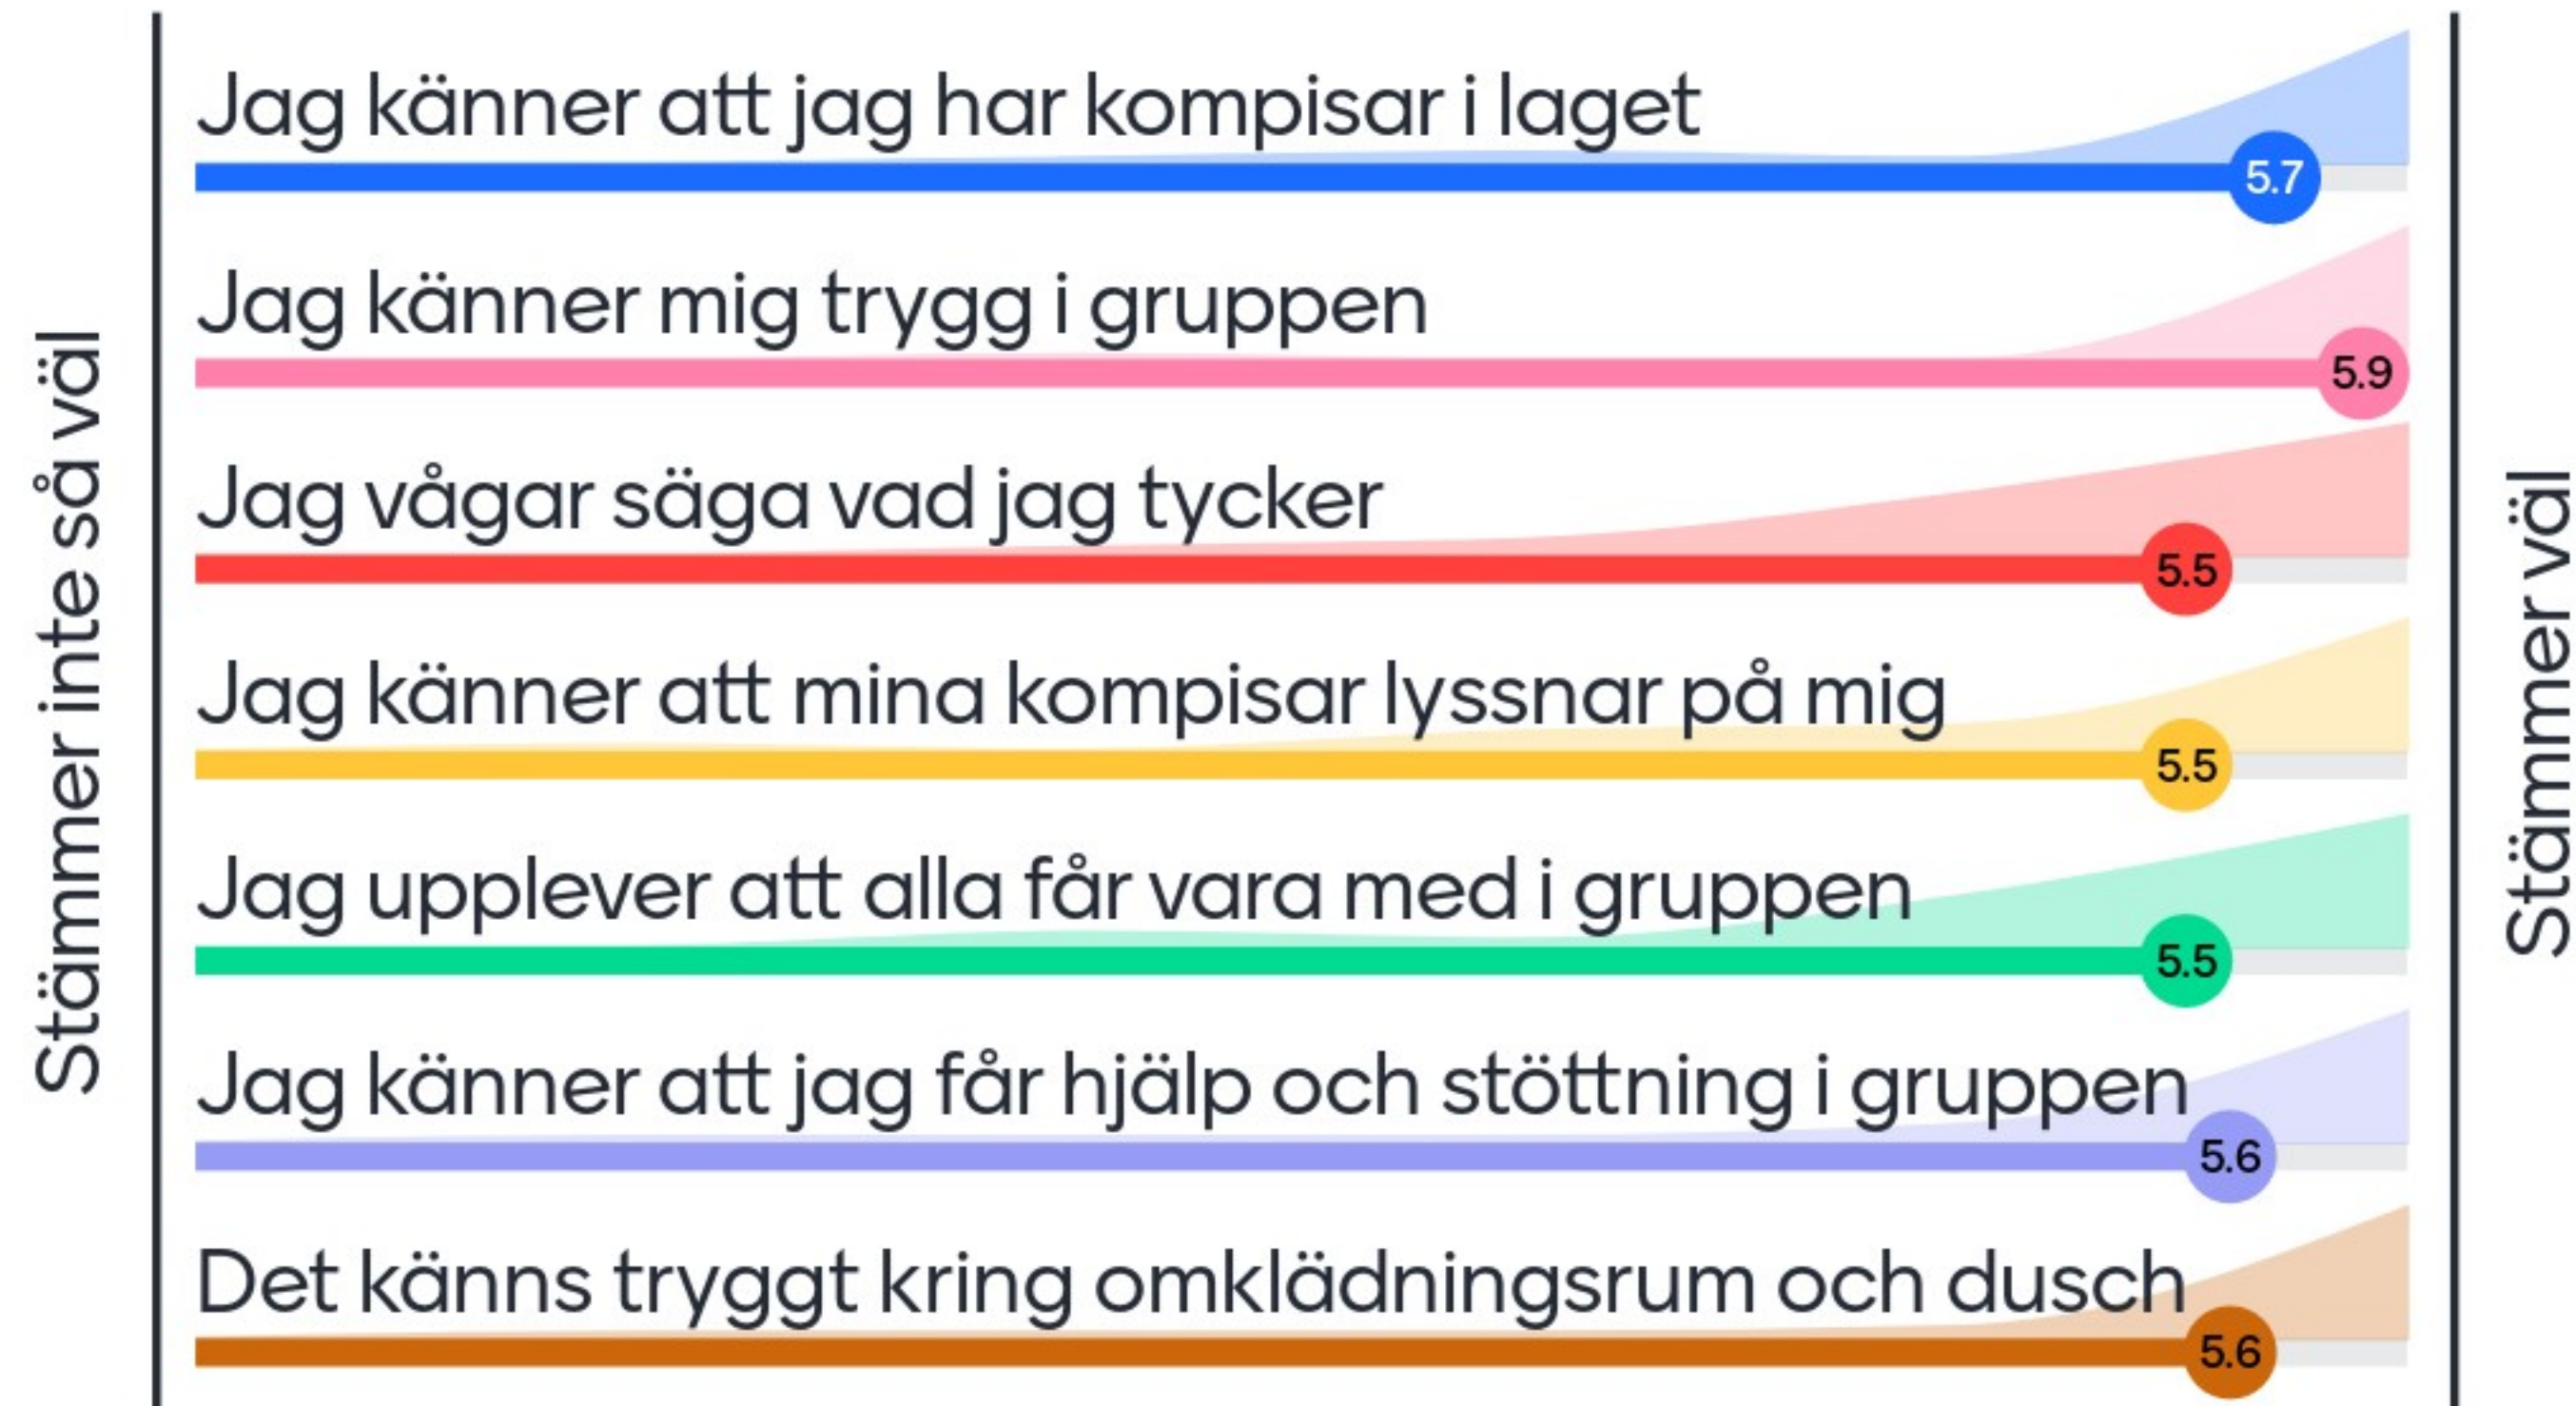 Stämmer inte så väl
Jag känner att jag har kompisar i laget
5.7
Jag känner mig trygg i gruppen
5.9
Jag vågar säga vad jag tycker
5.5
Jag känner att mina kompisar lyssnar på mig
5.5
Jag upplever att alla får vara med i gruppen
5.5
Jag känner att jag får hjälp och stöttning i gruppen
5.6
Det känns tryggt kring omklädningsrum och dusch
5.6
Stämmer väl